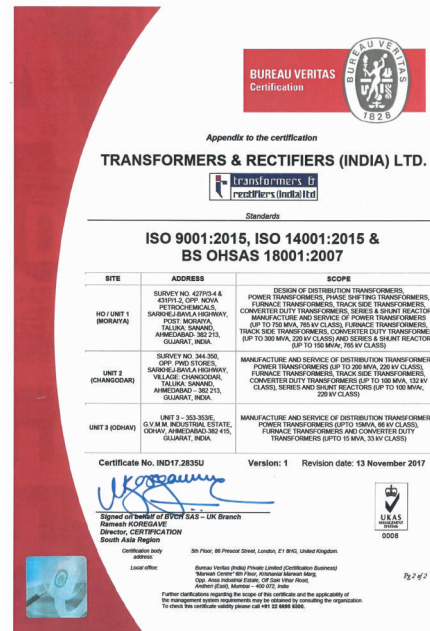 BUREAU VERITAS
Certification
BUREAU VERITAS
1828
Appendix to the certification
TRANSFORMERS & RECTIFIERS (INDIA) LTD.
transformers &
rectifiers (India) ltd
Standards
ISO 9001:2015, ISO 14001:2015 &
BS OHSAS 18001:2007
SITE ADDRESS SCOPE
HO / UNIT 1
(MORAIYA)
SURVEY NO. 427P/3-4 &
431P/1-2, OPP. NOVA
PETROCHEMICALS,
SARKHEJ-BAVLA HIGHWAY,
POST: MORAIYA,
TALUKA: SANAND,
AHMEDABAD- 382 213,
GUJARAT, INDIA.
DESIGN OF DISTRIBUTION TRANSFORMERS,
POWER TRANSFORMERS, PHASE SHIFTING TRANSFORMERS,
FURNACE TRANSFORMERS, TRACK SIDE TRANSFORMERS,
CONVERTER DUTY TRANSFORMERS, SERIES & SHUNT REACTOR
MANUFACTURE AND SERVICE OF POWER TRANSFORMERS
(UP TO 750 MVA, 765 kV CLASS), FURNACE TRANSFORMERS,
TRACK SIDE TRANSFORMERS, CONVERTER DUTY TRANSFORMER
(UP TO 300 MVA, 220 kV CLASS) AND SERIES & SHUNT REACTOR
(UP TO 150 MVAr, 765 kV CLASS)
UNIT 2
(CHANGODAR)
SURVEY NO. 344-350,
OPP. PWD STORES,
SARKHEJ-BAVLA HIGHWAY,
VILLAGE: CHANGODAR,
TALUKA: SANAND,
AHMEDABAD – 382 213,
GUJARAT, INDIA.
MANUFACTURE AND SERVICE OF DISTRIBUTION TRANSFORMER
POWER TRANSFORMERS (UP TO 200 MVA, 220 kV CLASS),
FURNACE TRANSFORMERS, TRACK SIDE TRANSFORMERS,
CONVERTER DUTY TRANSFORMERS (UP TO 100 MVA, 132 kV
CLASS), SERIES AND SHUNT REACTORS (UP TO 100 MVAr,
220 kV CLASS)
UNIT 3 (ODHAV)
UNIT 3 – 353-353/E,
G.V.M.M. INDUSTRIAL ESTATE,
ODHAV, AHMEDABAD-382 415,
GUJARAT, INDIA.
MANUFACTURE AND SERVICE OF DISTRIBUTION TRANSFORMER
POWER TRANSFORMERS (UPTO 15MVA, 66 kV CLASS),
FURNACE TRANSFORMERS AND CONVERTER DUTY
TRANSFORMERS (UPTO 15 MVA, 33 kV CLASS)
Certificate No. IND17.2835U Version: 1 Revision date: 13 November 2017
Signed on behalf of BVCH SAS – UK Branch
Ramesh KOREGAVE
Director, CERTIFICATION
South Asia Region
UKAS
MANAGEMENT
SYSTEMS
0008
Certification body
address:
5th Floor, 66 Prescot Street, London, E1 8HG, United Kingdom.
Local office:
Bureau Veritas (India) Private Limited (Certification Business)
"Marwah Centre" 6th Floor, Krishanlal Marwah Marg,
Opp. Ansa Industrial Estate, Off Saki Vihar Road,
Andheri (East), Mumbai – 400 072, India
Pg 2 of 2
Further clarifications regarding the scope of this certificate and the applicability of
the management system requirements may be obtained by consulting the organization.
To check this certificate validity please call +91 22 6695 6300.